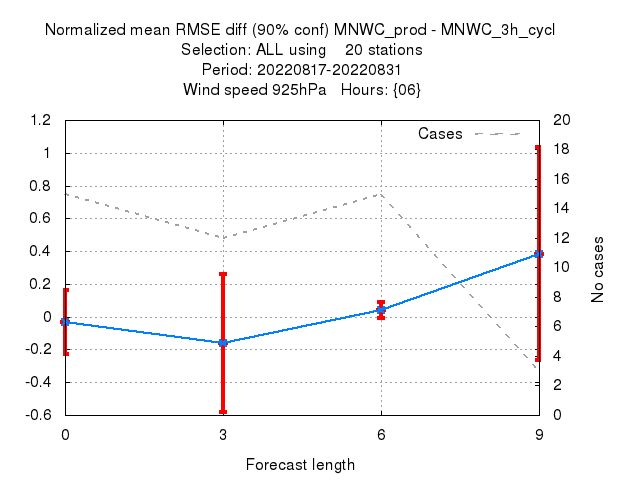 Normalized mean RMSE diff (90% conf) MNWC_prod - MNWC_3h_cycl
Selection: ALL using 20 stations
Period: 20220817-20220831
Wind speed 925hPa Hours: {06}
Cases
1.2
1
0.8
0.6
0.4
0.2
0
-0.2
-0.4
-0.6
20
18
16
14
12
10
8
6
4
2
0
No cases
0 3 6 9
Forecast length